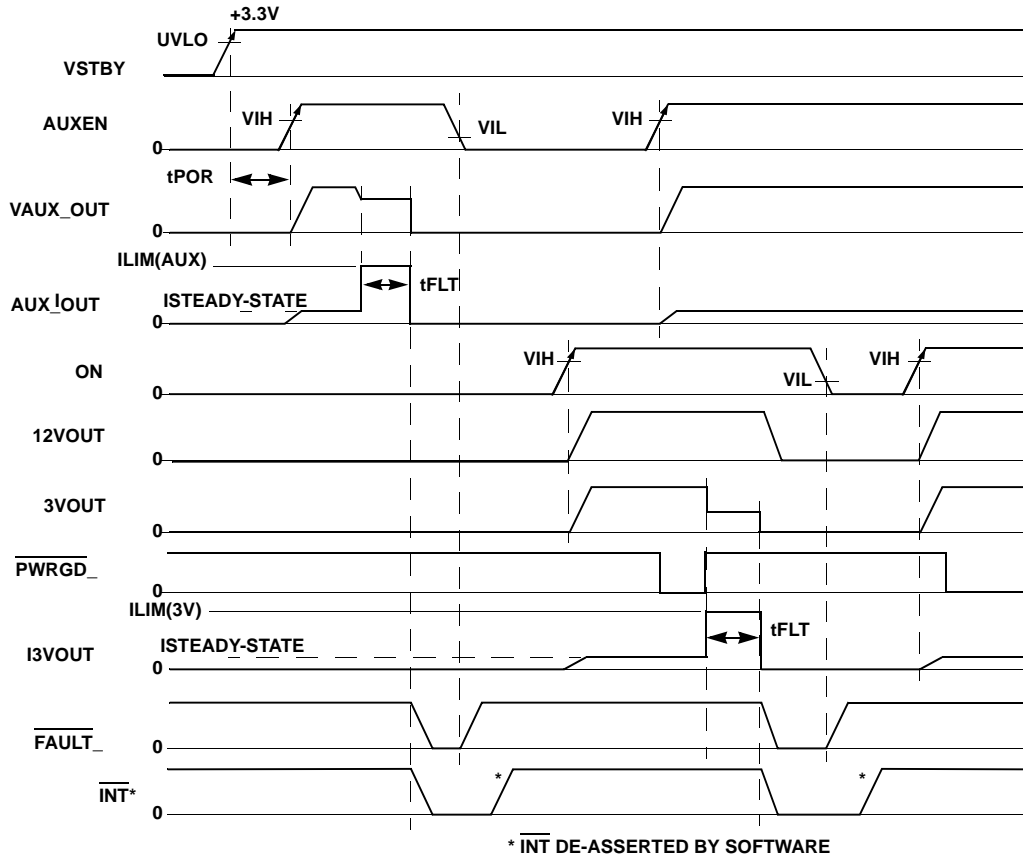 +3.3V
UVLO
VSTBY
VIH
VIL
VIH
AUXEN
0
tPOR
VAUX_OUT
0
ILIM(AUX)
tFLT
ISTEADY-STATE
AUX_IOUT
0
VIH
VIL
VIH
ON
0
12VOUT
0
3VOUT
0
PWRGD_
0
ILIM(3V)
tFLT
ISTEADY-STATE
I3VOUT
0
FAULT_
0
* *
INT*
0
* INT DE-ASSERTED BY SOFTWARE